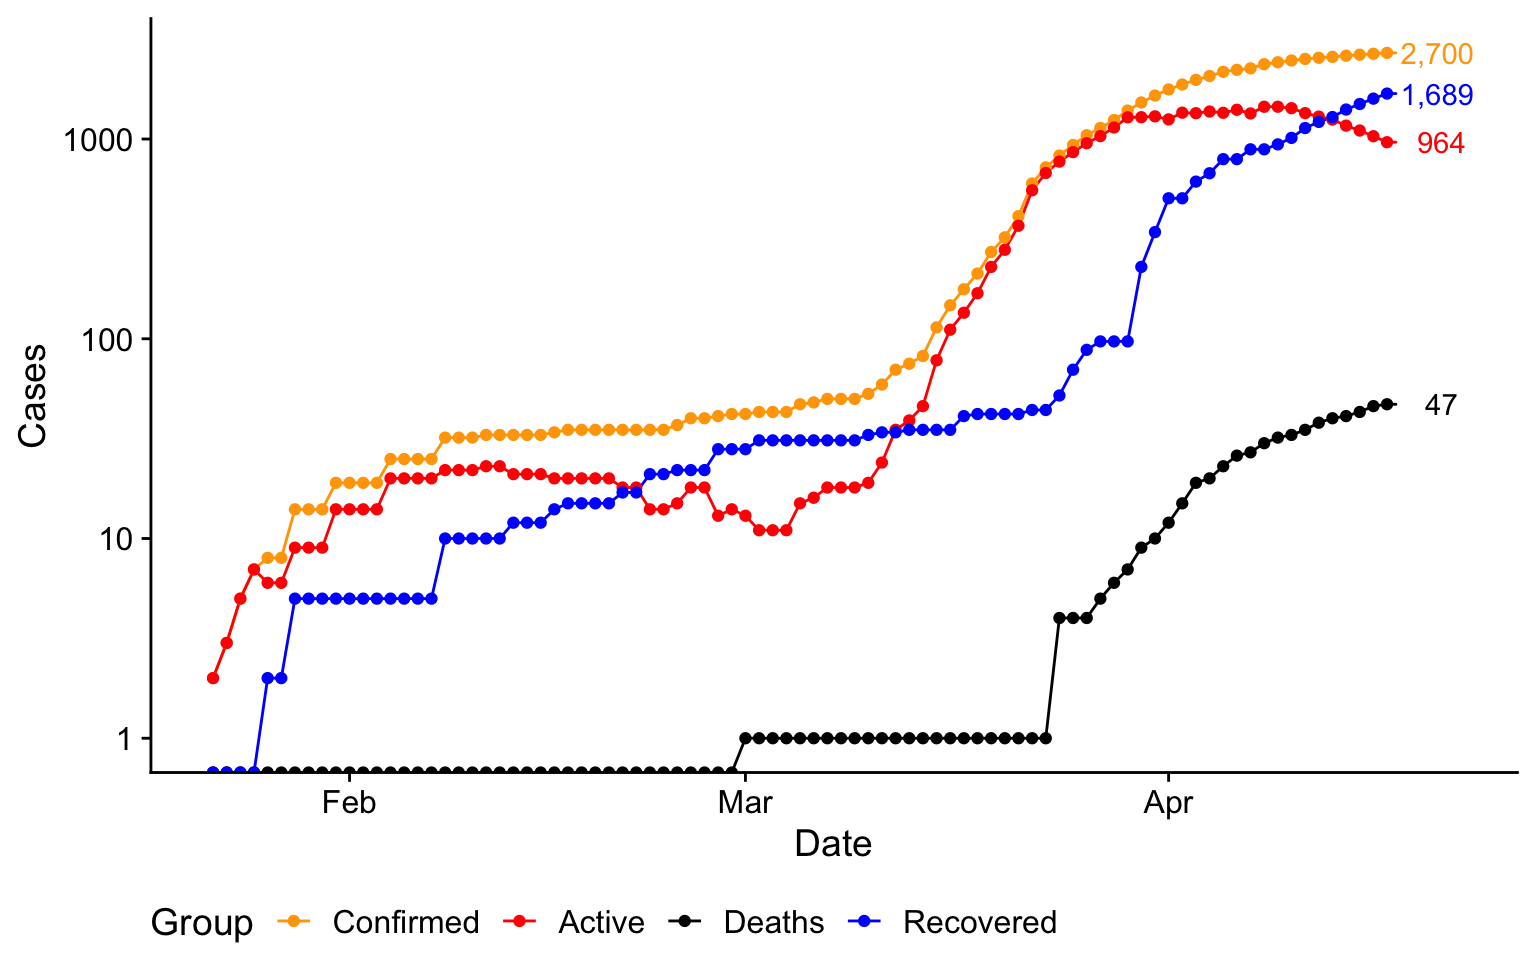 2,700
1,689
964
47
1000
100
10
1
Cases
Feb Mar Apr
Date
Group Confirmed Active Deaths Recovered